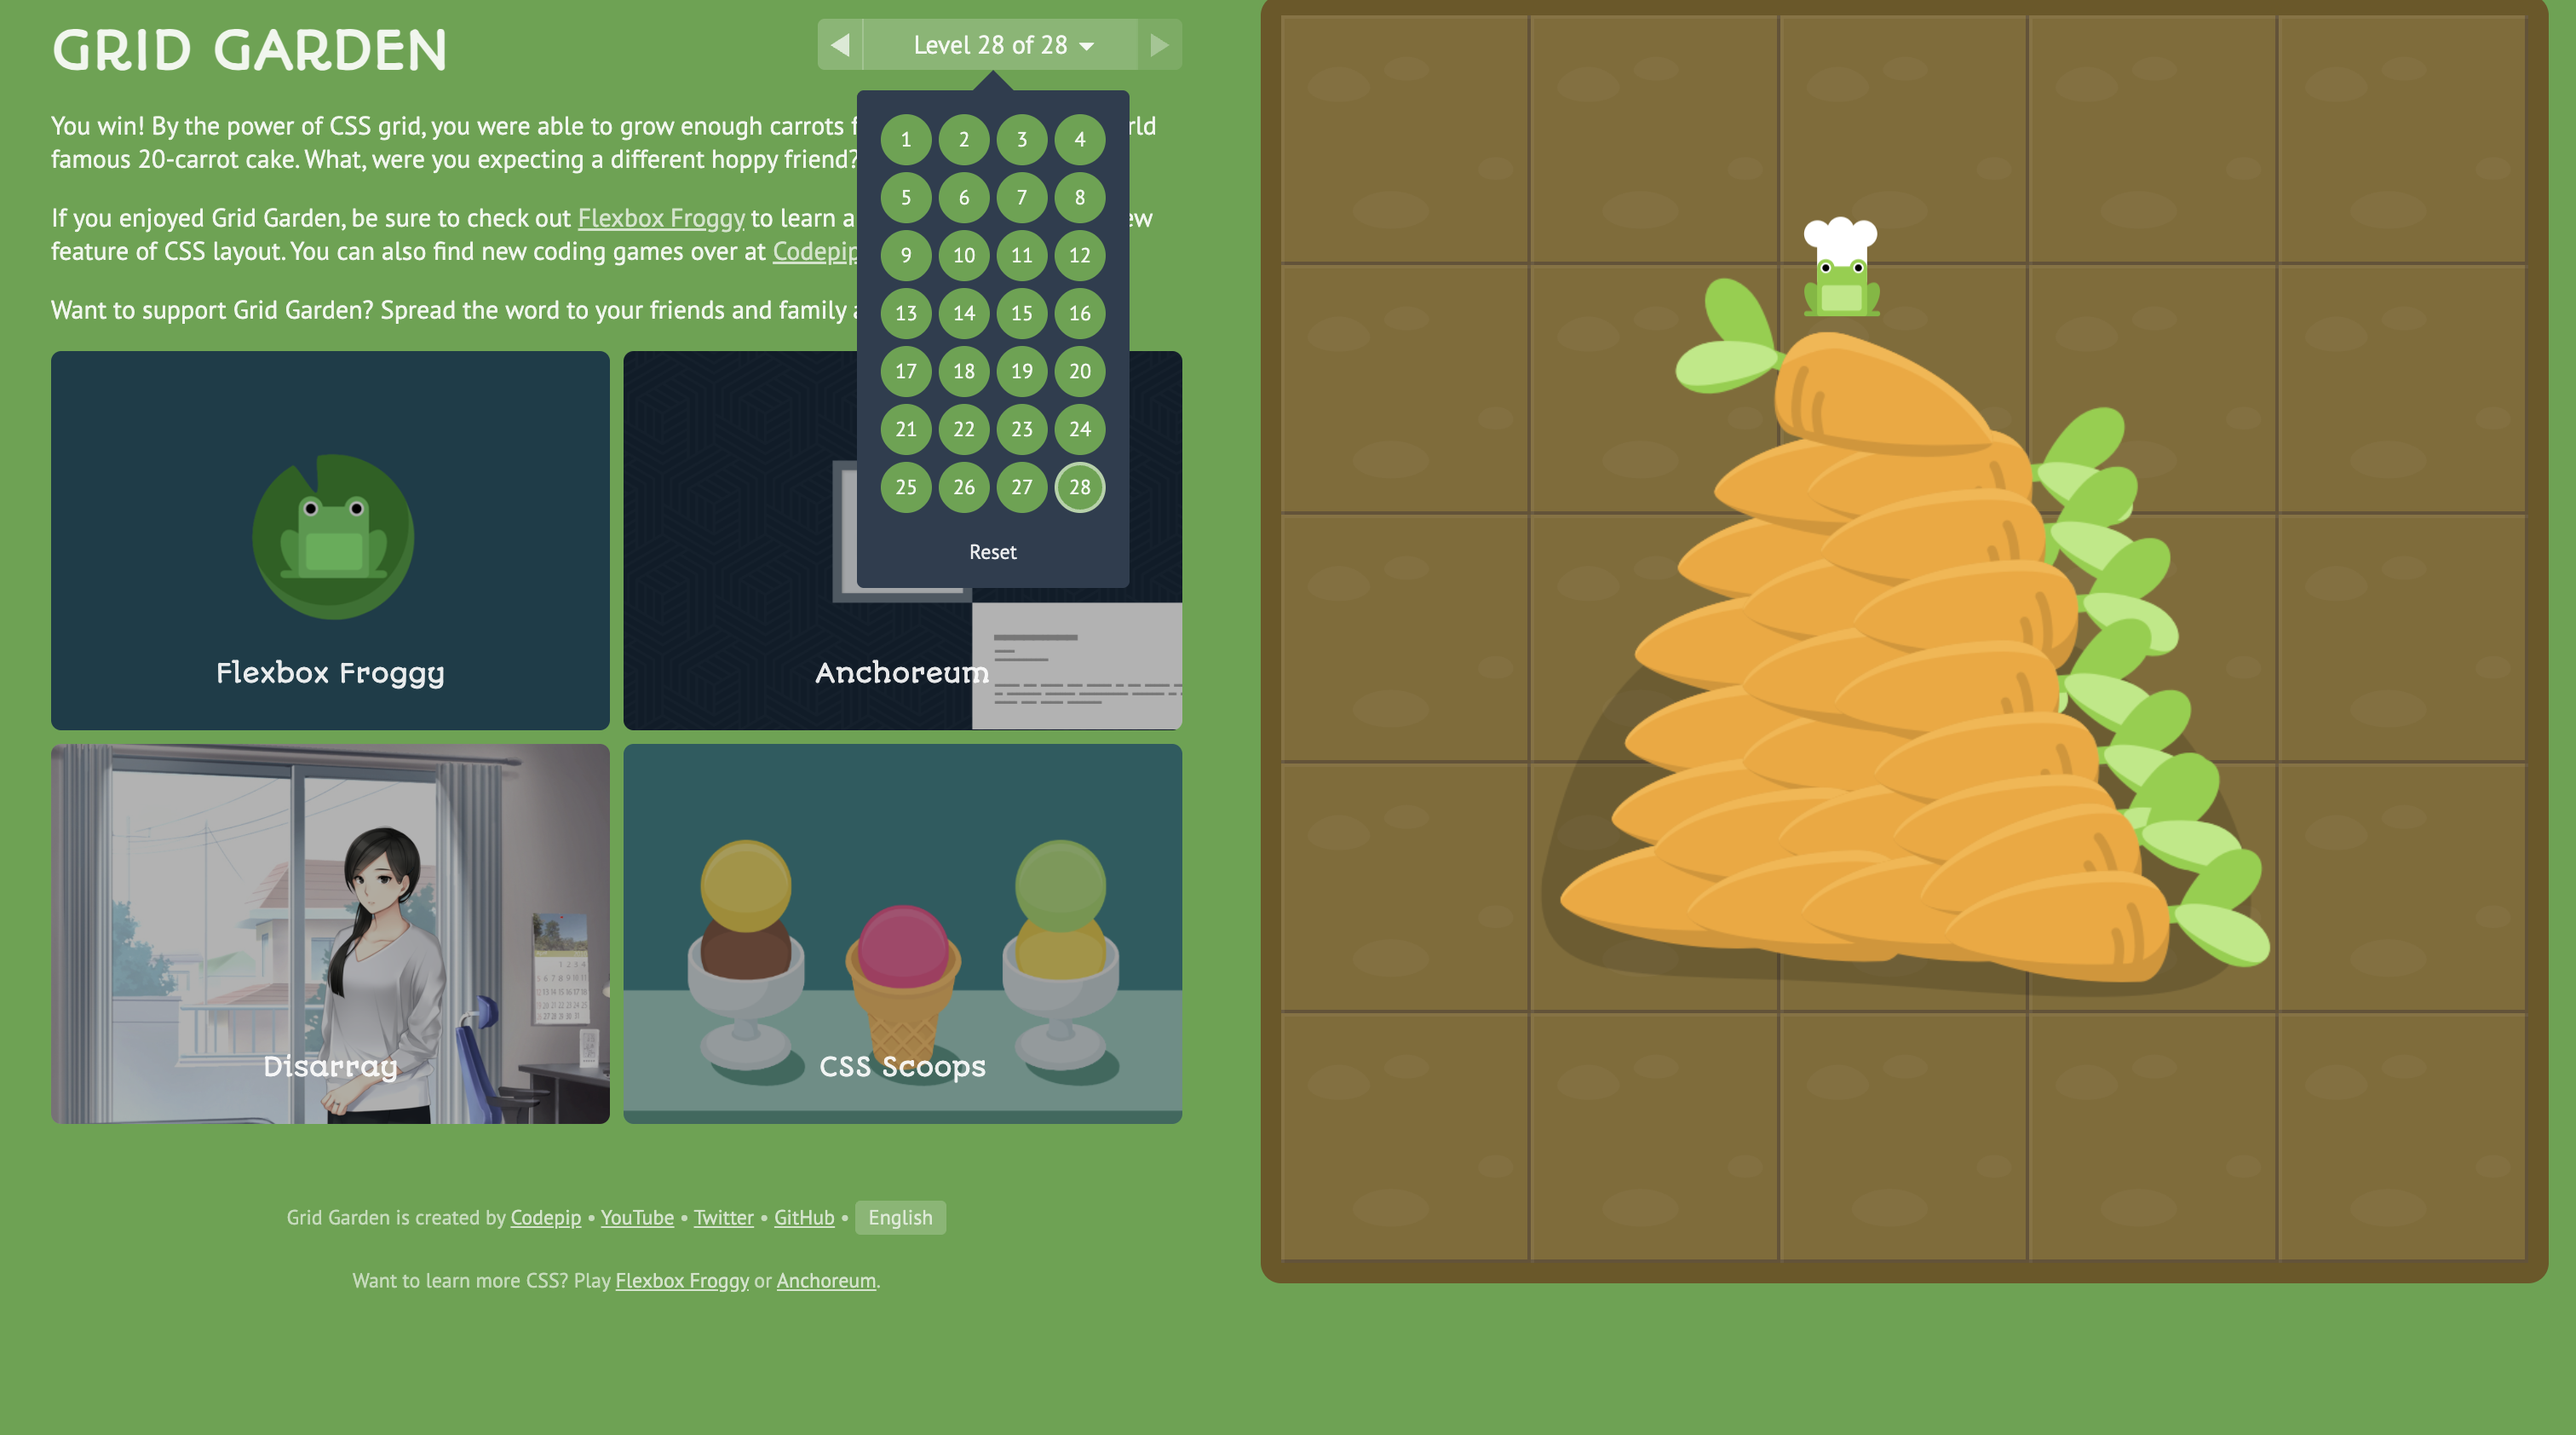 GRID GARDEN
Level 28 of 28
You win! By the power of CSS grid, you were able to grow enough carrots
famous 20-carrot cake. What, were you expecting a different hoppy friend?
If you enjoyed Grid Garden, be sure to check out Flexbox Froggy to learn a
feature of CSS layout. You can also find new coding games over at Codepip
Want to support Grid Garden? Spread the word to your friends and family
1 2 3 4
5 6 7 8
9 10 11 12
13 14 15 16
17 18 19 20
21 22 23 24
25 26 27 28
Reset
Flexbox Froggy
Anchoreum
Disarray
CSS Scoops
Grid Garden is created by Codepip • YouTube • Twitter • GitHub • English
Want to learn more CSS? Play Flexbox Froggy or Anchoreum.